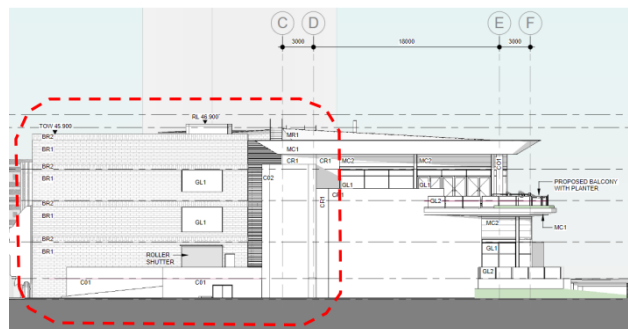 C
D
E
F
3000
18000
3000
TOW 45.900
RL 46.900
BR2
MR1
BR1
MC1
CR1
CR1
MC2
MC2
BR2
BR1
GL1
C02
GL1
GL1
CR1
CR1
PROPOSED BALCONY
WITH PLANTER
BR2
GL2
BR1
GL1
MC1
MC2
BR2
BR1
ROLLER
SHUTTER
GL1
GL2
C01
C01